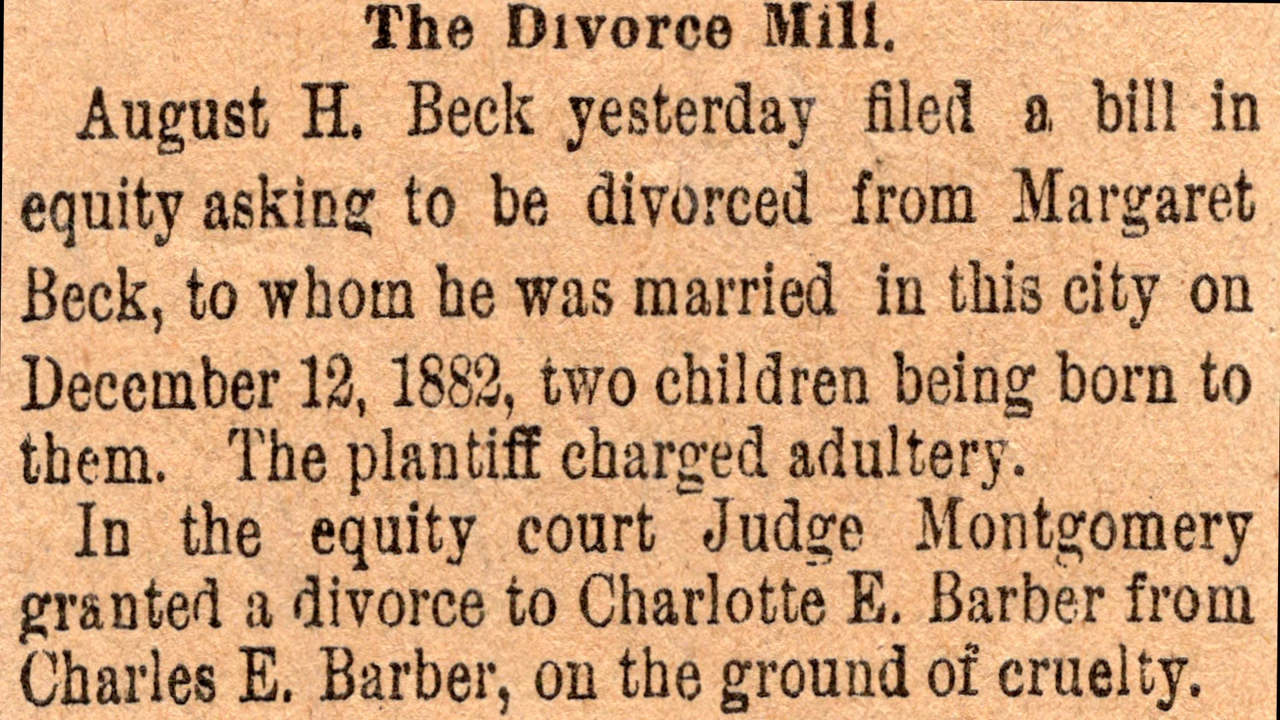 The Divorce Mill.
August H. Beck yesterday filed a bill in
equity asking to be divorced from Margaret
Beck, to whom he was married in this city on
December 12, 1882, two children being born to
them. The plantiff charged adultery.
In the equity court Judge Montgomery
granted a divorce to Charlotte E. Barber from
Charles E. Barber, on the ground of cruelty.